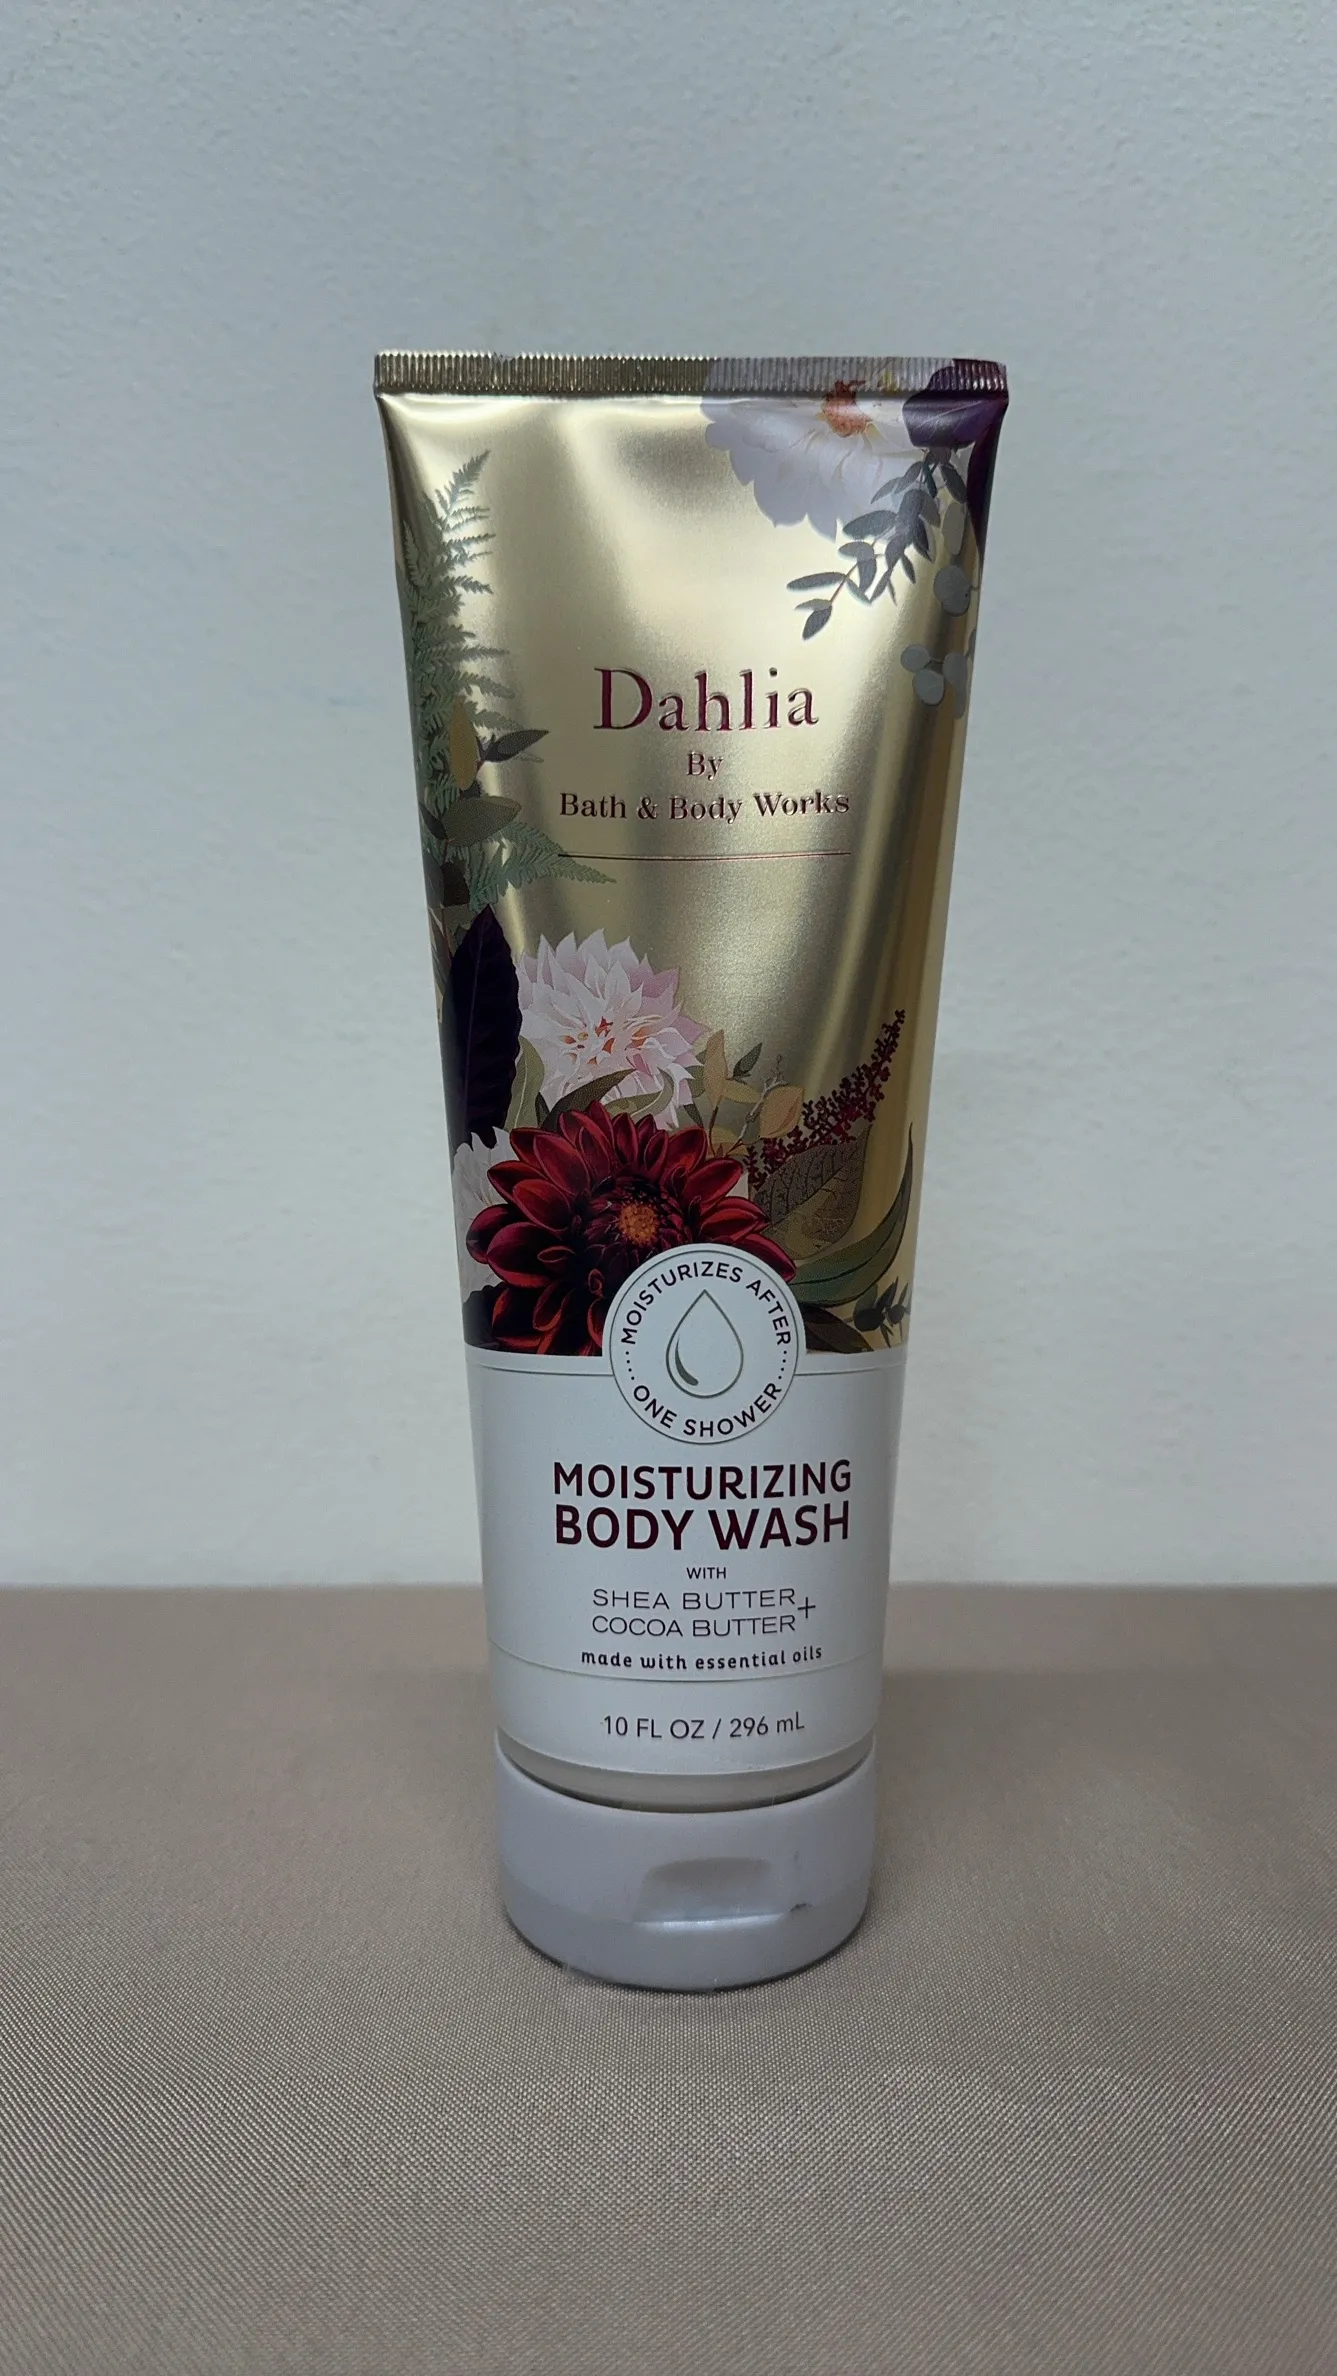 Dahlia
By
Bath & Body Works
MOISTURIZES AFTER
ONE SHOWER
MOISTURIZING
BODY WASH
WITH
SHEA BUTTER +
COCOA BUTTER
made with essential oils
10 FL OZ / 296 mL